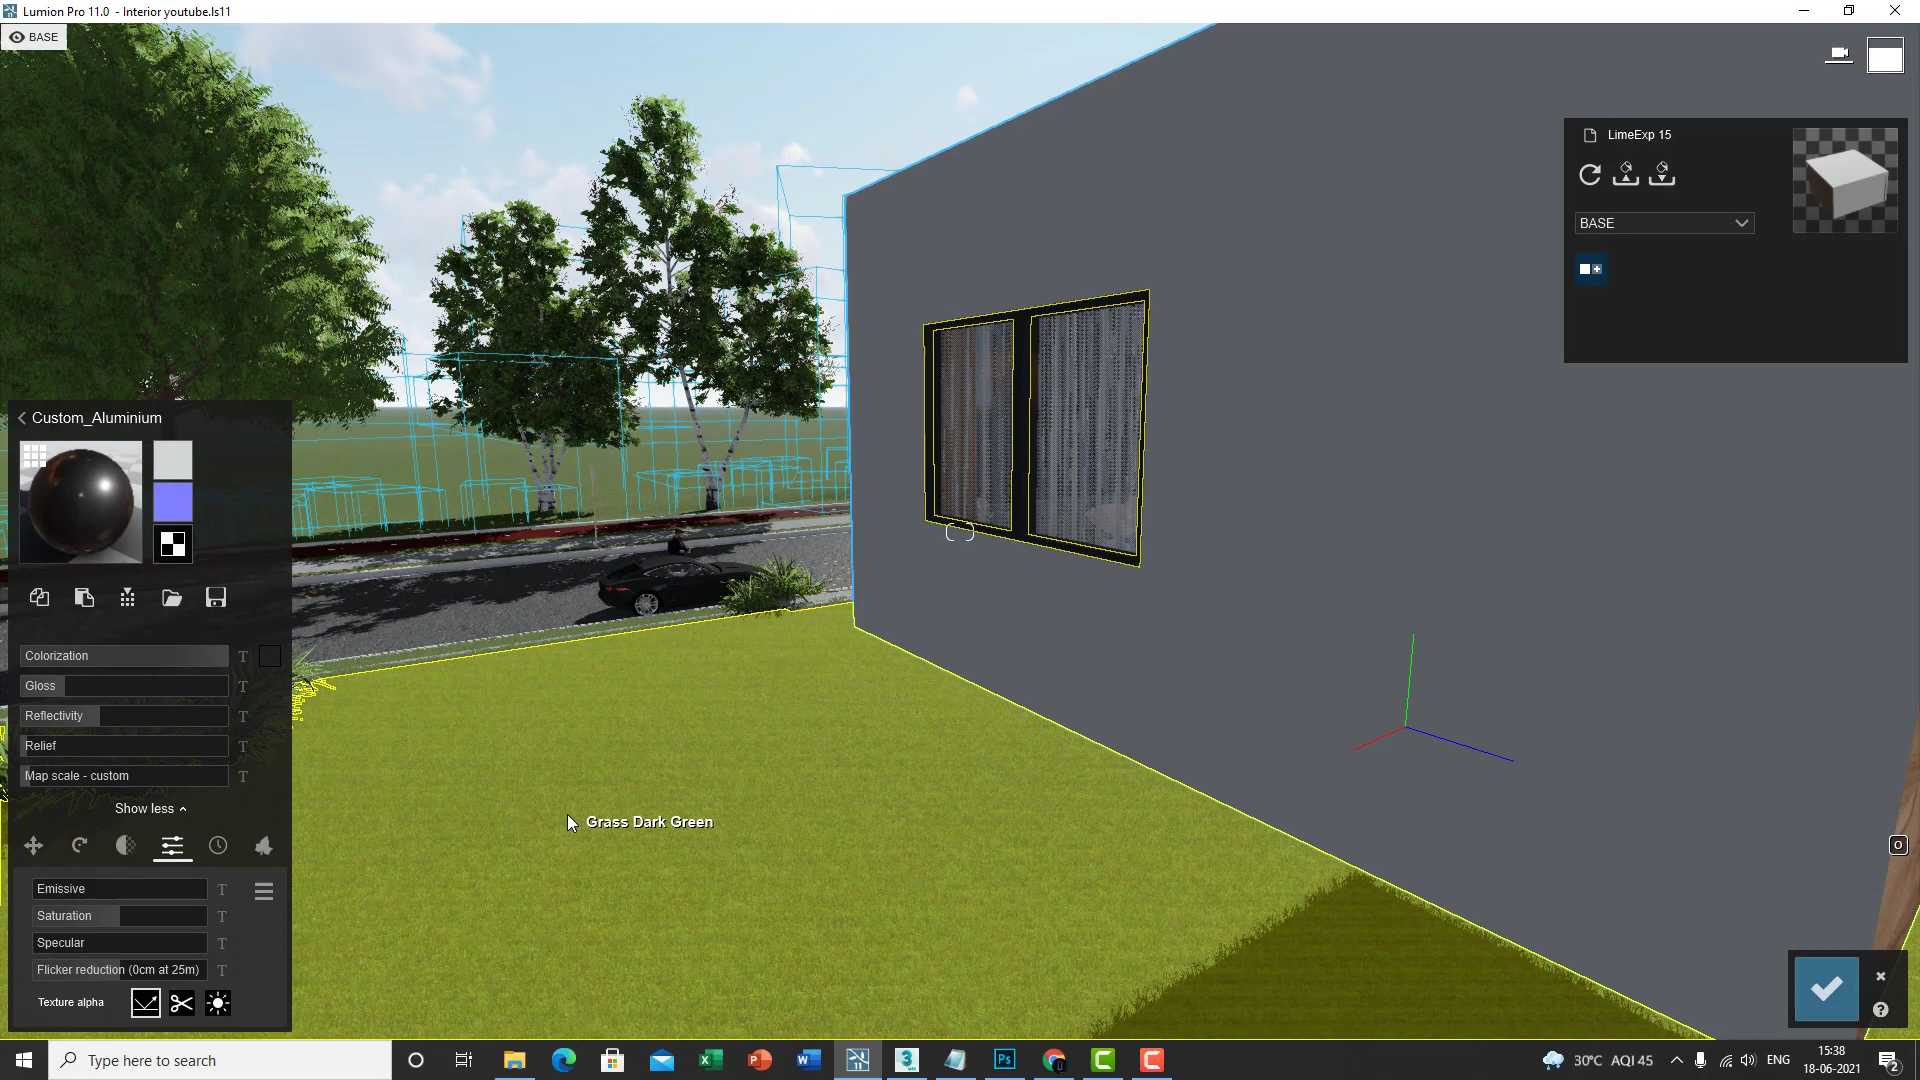 Lumion Pro 11.0  - Interior youtube.ls11
BASE
LimeExp 15
BASE
Custom_Aluminium
Colorization
T
Gloss
T
Reflectivity
T
Relief
T
Map scale - custom
T
Show less
Grass Dark Green
O
Emissive
T
Saturation
T
Specular
T
Flicker reduction (0cm at 25m)
T
Texture alpha
?
Type here to search
Ps
30°C AQI 45
ENG
15:38
18-06-2021
2